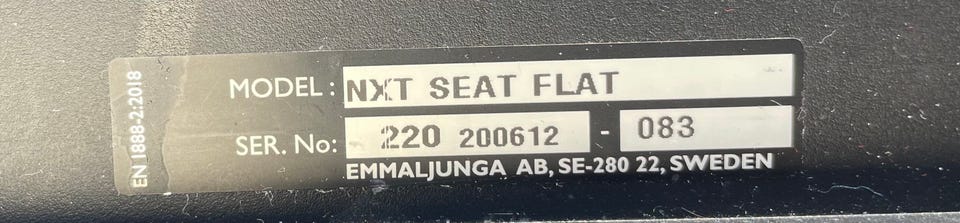 EN 1888-2:2018
MODEL: NXT SEAT FLAT
SER. No: 220 200612 - 083
EMMALJUNGA AB, SE-280 22, SWEDEN